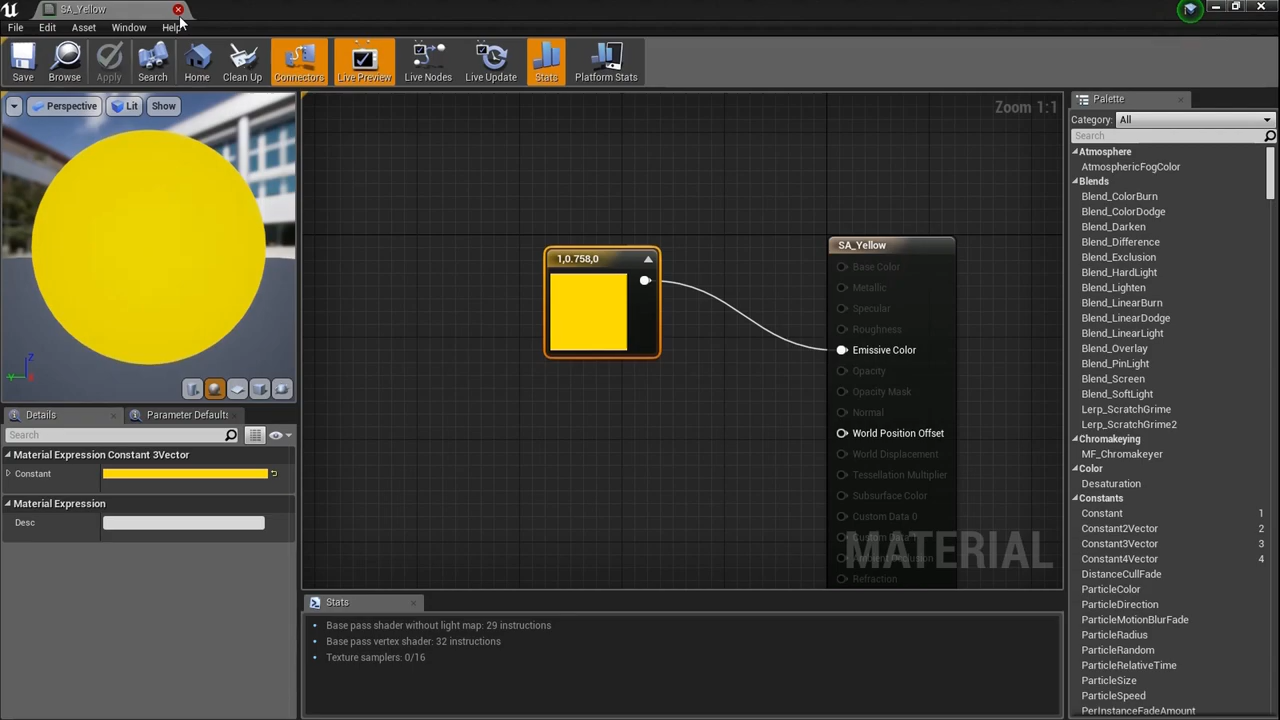 SA_Yellow
File Edit Asset Window Help
Save Browse Apply Search Home Clean Up Connectors Live Preview Live Nodes Live Update Stats Platform Stats
Perspective Lit Show
Zoom 1:1
Palette
Category: All
Search
Atmosphere
AtmosphericFogColor
Blends
Blend_ColorBurn
Blend_ColorDodge
Blend_Darken
Blend_Difference
Blend_Exclusion
Blend_HardLight
Blend_Lighten
Blend_LinearBurn
Blend_LinearDodge
Blend_LinearLight
Blend_Overlay
Blend_PinLight
Blend_Screen
Blend_SoftLight
Lerp_ScratchGrime
Lerp_ScratchGrime2
Chromakeying
MF_Chromakeyer
Color
Desaturation
Constants
Constant 1
Constant2Vector 2
Constant3Vector 3
Constant4Vector 4
DistanceCullFade
ParticleColor
ParticleDirection
ParticleMotionBlurFade
ParticleRadius
ParticleRandom
ParticleRelativeTime
ParticleSize
ParticleSpeed
PerInstanceFadeAmount
1,0.758,0
SA_Yellow
Base Color
Metallic
Specular
Roughness
Emissive Color
Opacity
Opacity Mask
Normal
World Position Offset
World Displacement
Tessellation Multiplier
Subsurface Color
Custom Data 0
Custom Data
Ambient Occlusion
Refraction
MATERIAL
Z
Y
Details Parameter Default
Search
Material Expression Constant 3Vector
Constant
Material Expression
Desc
Stats
Base pass shader without light map: 29 instructions
Base pass vertex shader: 32 instructions
Texture samplers: 0/16